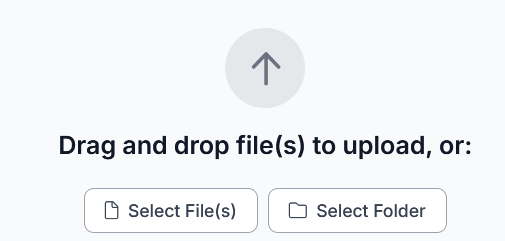 Drag and drop file(s) to upload, or:
Select File(s)
Select Folder